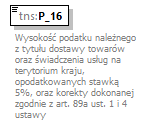 tns:P_16
Wysokość podatku należnego
z tytułu dostawy towarów
oraz świadczenia usług na
terytorium kraju,
opodatkowanych stawką
5%, oraz korekty dokonanej
zgodnie z art. 89a ust. 1 i 4
ustawy